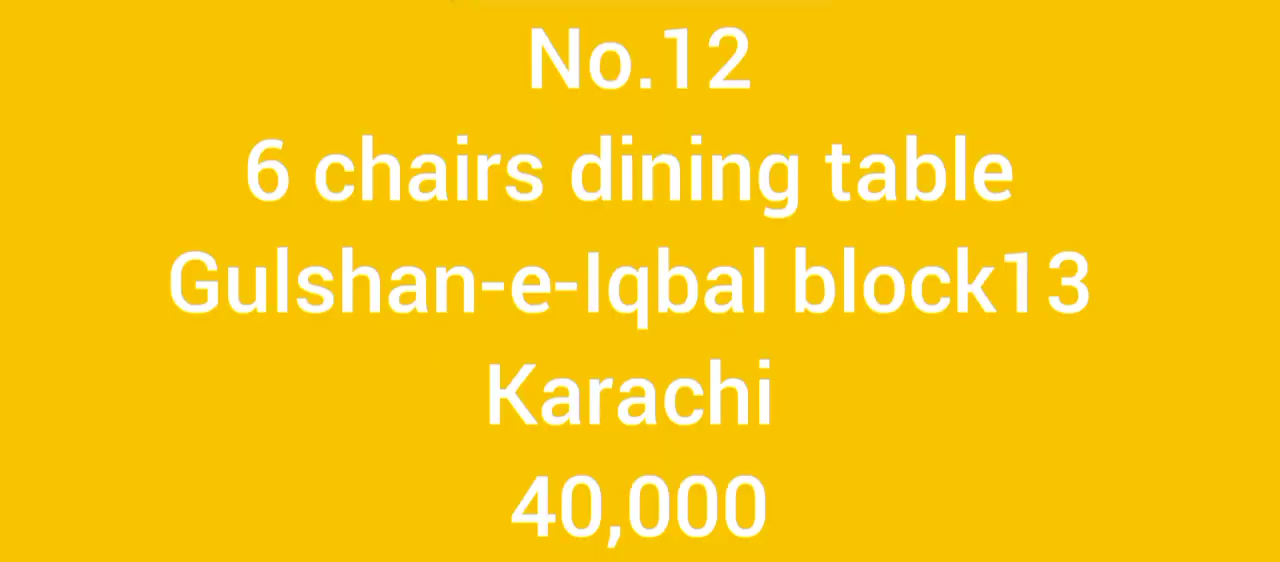 No.12
6 chairs dining table
Gulshan-e-Iqbal block13
Karachi
40,000